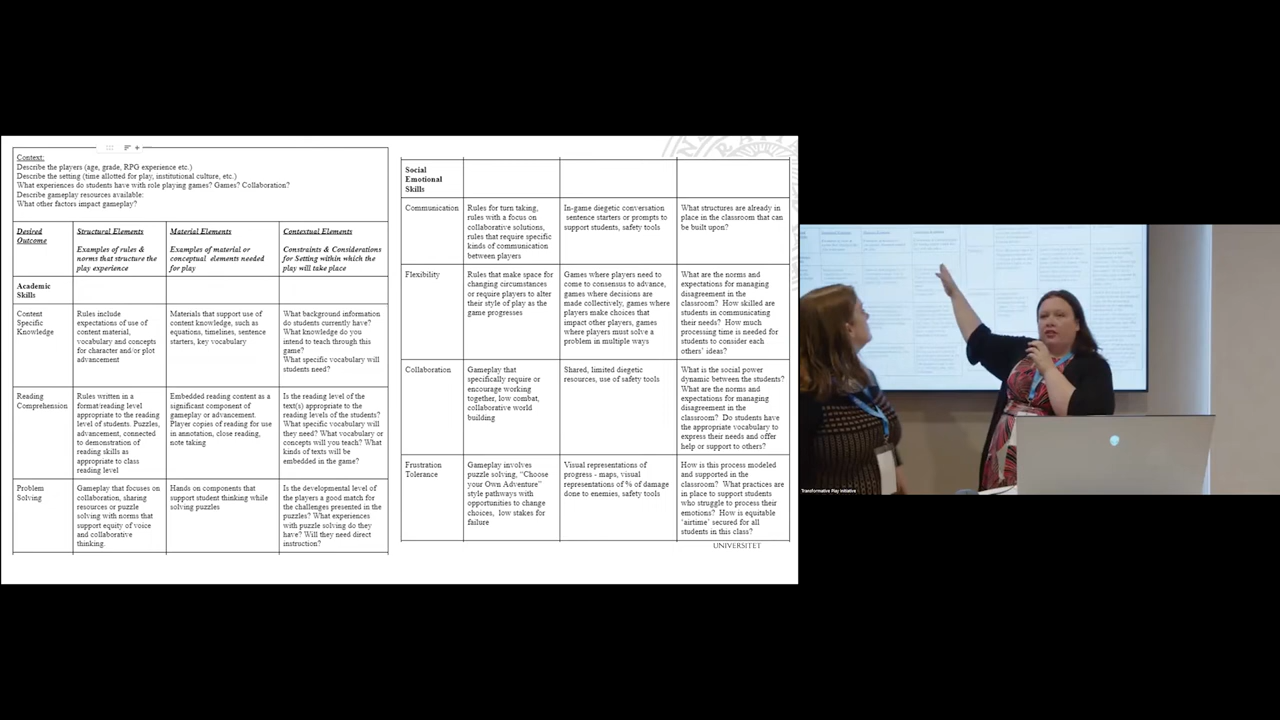 Context:
Describe the players (age, grade, RPG experience etc.)
Describe the setting (time allotted for play, institutional culture, etc.)
What experiences do students have with role playing games? Games? Collaboration?
Describe gameplay resources available:
What other factors impact gameplay?
Desired
Outcome
Structural Elements
Examples of rules &
norms that structure the
play experience
Material Elements
Examples of material or
conceptual elements needed
for play
Contextual Elements
Constraints & Considerations
for Setting within which the
play will take place
Academic
Skills
Content
Specific
Knowledge
Rules include
expectations of use of
content material,
vocabulary and concepts
for character and/or plot
advancement
Materials that support use of
content knowledge, such as
equations, timelines, sentence
starters, key vocabulary
What background information
do students currently have?
What knowledge do you
intend to teach through this
game?
What specific vocabulary will
students need?
Reading
Comprehension
Rules written in a
format/reading level
appropriate to the reading
level of students. Puzzles,
advancement, connected
to demonstration of
reading skills as
appropriate to class
reading level
Embedded reading content as a
significant component of
gameplay or advancement.
Player copies of reading for use
in annotation, close reading,
note taking
Is the reading level of the
text(s) appropriate to the
reading levels of the students?
What specific vocabulary will
they need? What vocabulary or
concepts will you teach? What
kinds of texts will be
embedded in the game?
Problem
Solving
Gameplay that focuses on
collaboration, sharing
resources or puzzle
solving with norms that
support equity of voice
and collaborative
thinking.
Hands on components that
support student thinking while
solving puzzles
Is the developmental level of
the players a good match for
the challenges presented in the
puzzles? What experiences
with puzzle solving do they
have? Will they need direct
instruction?
Social
Emotional
Skills
Communication
Rules for turn taking,
rules with a focus on
collaborative solutions,
rules that require specific
kinds of communication
between players
In-game diegetic conversation
sentence starters or prompts to
support students, safety tools
What structures are already in
place in the classroom that can
be built upon?
Flexibility
Rules that make space for
changing circumstances
or require players to alter
their style of play as the
game progresses
Games where players need to
come to consensus to advance,
games where decisions are
made collectively, games where
players make choices that
impact other players, games
where players must solve a
problem in multiple ways
What are the norms and
expectations for managing
disagreement in the
classroom? How skilled are
students in communicating
their needs? How much
processing time is needed for
students to consider each
others' ideas?
Collaboration
Gameplay that
specifically require or
encourage working
together, low combat,
collaborative world
building
Shared, limited diegetic
resources, use of safety tools
What is the social power
dynamic between the students?
What are the norms and
expectations for managing
disagreement in the
classroom? Do students have
the appropriate vocabulary to
express their needs and offer
help or support to others?
Frustration
Tolerance
Gameplay involves
puzzle solving, "Choose
your Own Adventure"
style pathways with
opportunities to change
choices, low stakes for
failure
Visual representations of
progress - maps, visual
representations of % of damage
done to enemies, safety tools
How is this process modeled
and supported in the
classroom? What practices are
in place to support students
who struggle to process their
emotions? How is equitable
'airtime' secured for all
students in this class?
UNIVERSITET
Transformative Play Initiative